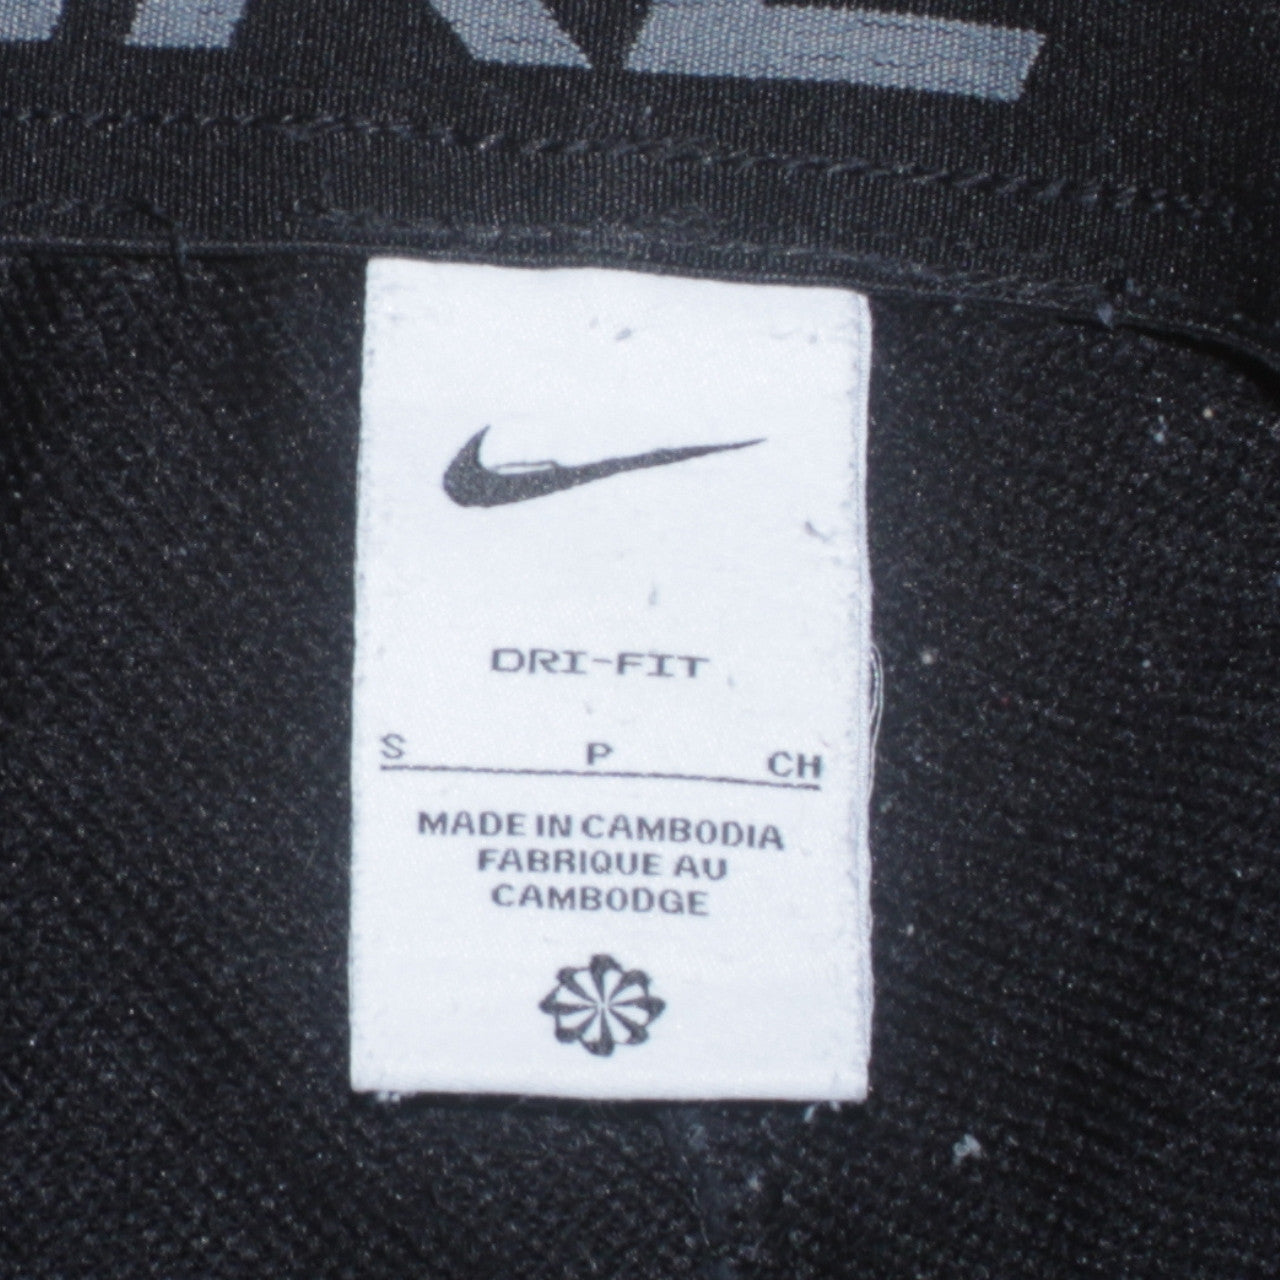 DRI-FIT
S P CH
MADE IN CAMBODIA
FABRIQUE AU
CAMBODGE